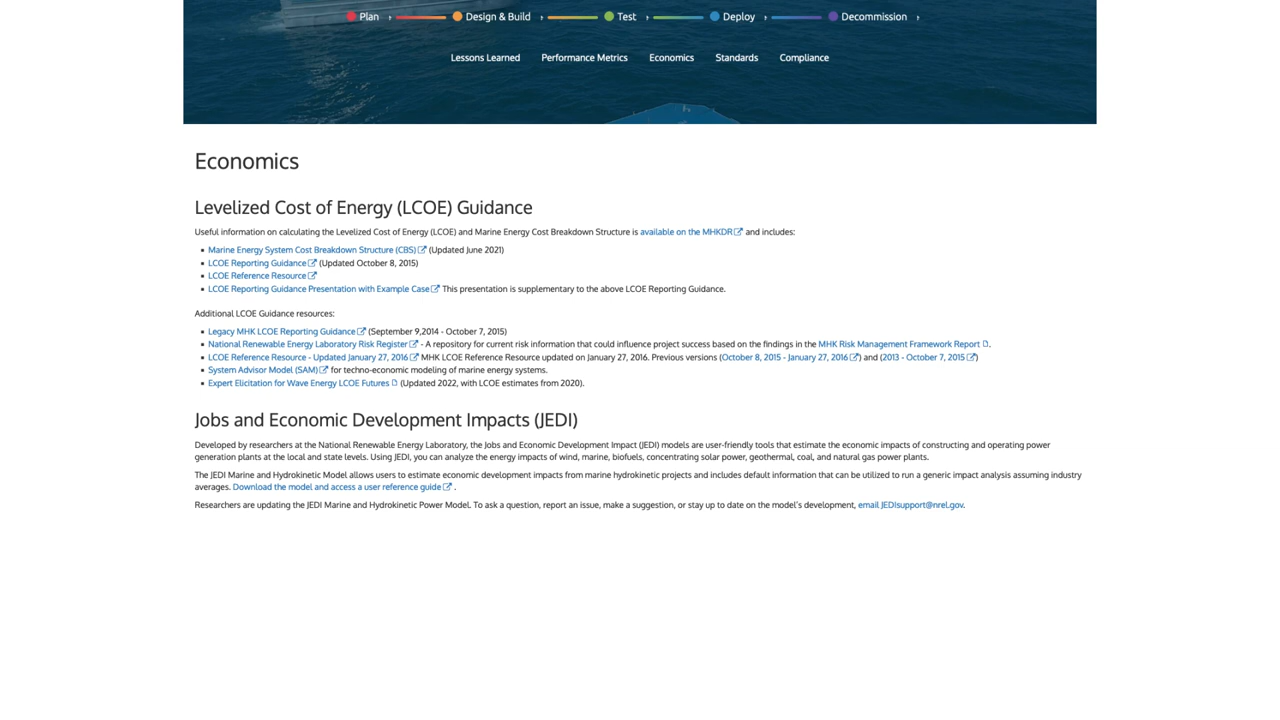 Plan Design & Build Test Deploy Decommission
Lessons Learned Performance Metrics Economics Standards Compliance
Economics
Levelized Cost of Energy (LCOE) Guidance
Useful information on calculating the Levelized Cost of Energy (LCOE) and Marine Energy Cost Breakdown Structure is available on the MHKDR and includes:
▪ Marine Energy System Cost Breakdown Structure (CBS) (Updated June 2021)
▪ LCOE Reporting Guidance (Updated October 8, 2015)
▪ LCOE Reference Resource
▪ LCOE Reporting Guidance Presentation with Example Case This presentation is supplementary to the above LCOE Reporting Guidance.
Additional LCOE Guidance resources:
▪ Legacy MHK LCOE Reporting Guidance (September 9,2014 - October 7, 2015)
▪ National Renewable Energy Laboratory Risk Register - A repository for current risk information that could influence project success based on the findings in the MHK Risk Management Framework Report .
▪ LCOE Reference Resource - Updated January 27, 2016 MHK LCOE Reference Resource updated on January 27, 2016. Previous versions (October 8, 2015 - January 27, 2016 ) and (2013 - October 7, 2015 )
▪ System Advisor Model (SAM) for techno-economic modeling of marine energy systems.
▪ Expert Elicitation for Wave Energy LCOE Futures (Updated 2022, with LCOE estimates from 2020).
Jobs and Economic Development Impacts (JEDI)
Developed by researchers at the National Renewable Energy Laboratory, the Jobs and Economic Development Impact (JEDI) models are user-friendly tools that estimate the economic impacts of constructing and operating power
generation plants at the local and state levels. Using JEDI, you can analyze the energy impacts of wind, marine, biofuels, concentrating solar power, geothermal, coal, and natural gas power plants.
The JEDI Marine and Hydrokinetic Model allows users to estimate economic development impacts from marine hydrokinetic projects and includes default information that can be utilized to run a generic impact analysis assuming industry
averages. Download the model and access a user reference guide .
Researchers are updating the JEDI Marine and Hydrokinetic Power Model. To ask a question, report an issue, make a suggestion, or stay up to date on the model's development, email JEDIsupport@nrel.gov.